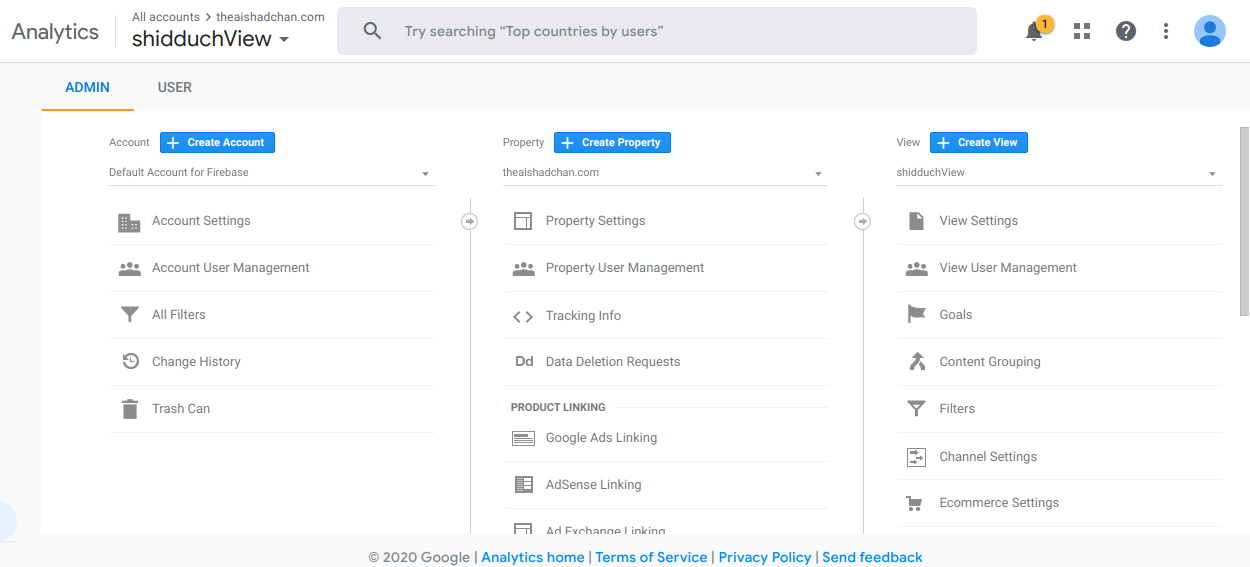 Analytics
All accounts > theaishadchan.com
shidduchView
Try searching “Top countries by users”
1
ADMIN USER
Account + Create Account
Default Account for Firebase
Account Settings
Account User Management
All Filters
Change History
Trash Can
Property + Create Property
theaishadchan.com
Property Settings
Property User Management
Tracking Info
Dd Data Deletion Requests
PRODUCT LINKING
Google Ads Linking
AdSense Linking
Ad Exchange Linking
View + Create View
shidduchView
View Settings
View User Management
Goals
Content Grouping
Filters
Channel Settings
Ecommerce Settings
© 2020 Google | Analytics home | Terms of Service | Privacy Policy | Send feedback